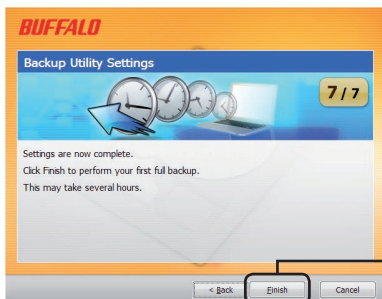 BUFFALO
Backup Utility Settings
7 / 7
Settings are now complete.
Click Finish to perform your first full backup.
This may take several hours.
< Back
Finish
Cancel